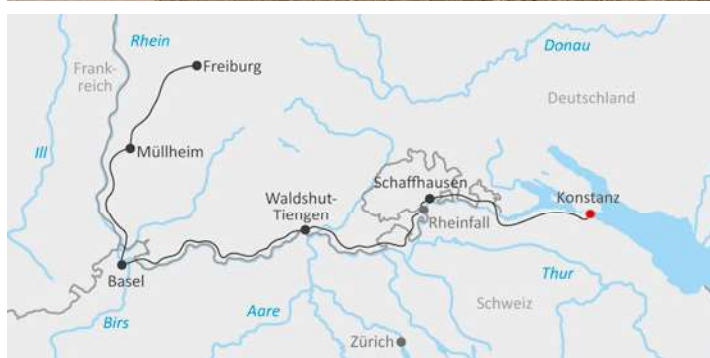 Rhein
Donau
Frank-
reich
Freiburg
Deutschland
Ill
Müllheim
Schaffhausen
Waldshut-
Tiengen
Konstanz
Rheinfall
Basel
Thur
Schweiz
Birs
Aare
Zürich